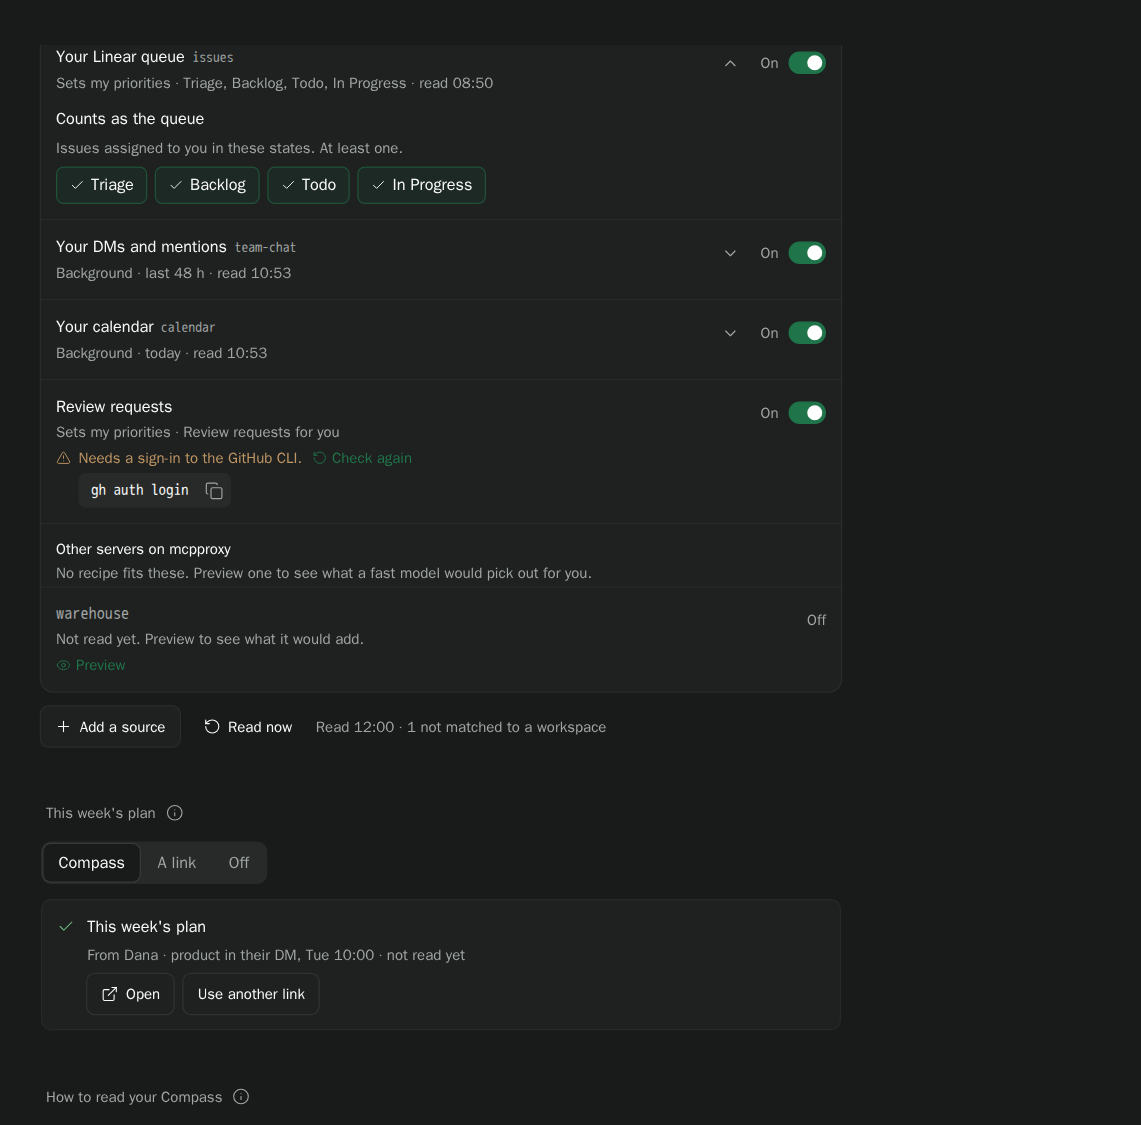 Your Linear queue issues
On
Sets my priorities · Triage, Backlog, Todo, In Progress · read 08:50
Counts as the queue
Issues assigned to you in these states. At least one.
Triage Backlog Todo In Progress
Your DMs and mentions team-chat
On
Background · last 48 h · read 10:53
Your calendar calendar
On
Background · today · read 10:53
Review requests
On
Sets my priorities · Review requests for you
Needs a sign-in to the GitHub CLI. Check again
gh auth login
Other servers on mcpproxy
No recipe fits these. Preview one to see what a fast model would pick out for you.
warehouse
Off
Not read yet. Preview to see what it would add.
Preview
Add a source Read now Read 12:00 · 1 not matched to a workspace
This week's plan
Compass A link Off
This week's plan
From Dana · product in their DM, Tue 10:00 · not read yet
Open Use another link
How to read your Compass